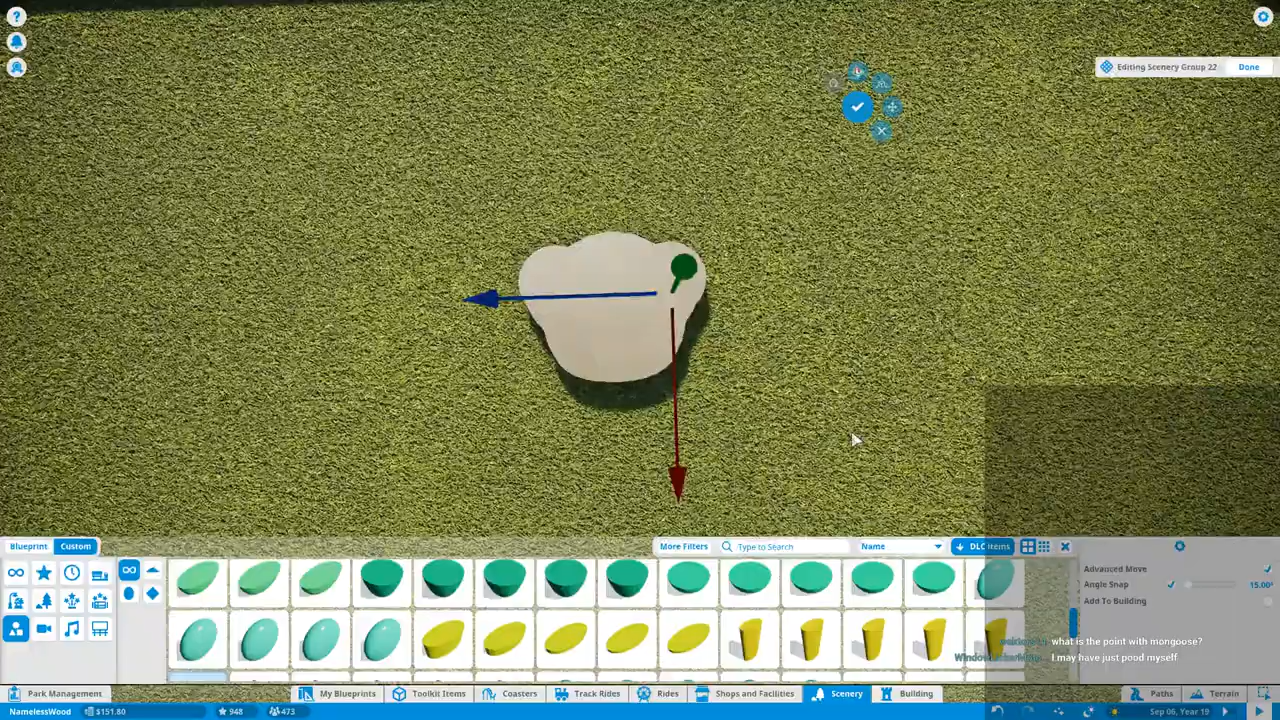 ?
Editing Scenery Group 22 Done
Blueprint Custom More Filters Type to Search Name DLC Items
Advanced Move
Angle Snap 15.00°
Add To Building
what is the point with mongoose?
I may have just pood myself
Park Management My Blueprints Toolkit Items Coasters Track Rides Rides Shops and Facilities Scenery Building Paths Terrain
NamelessWood $151.80 948 473 Sep 06, Year 19